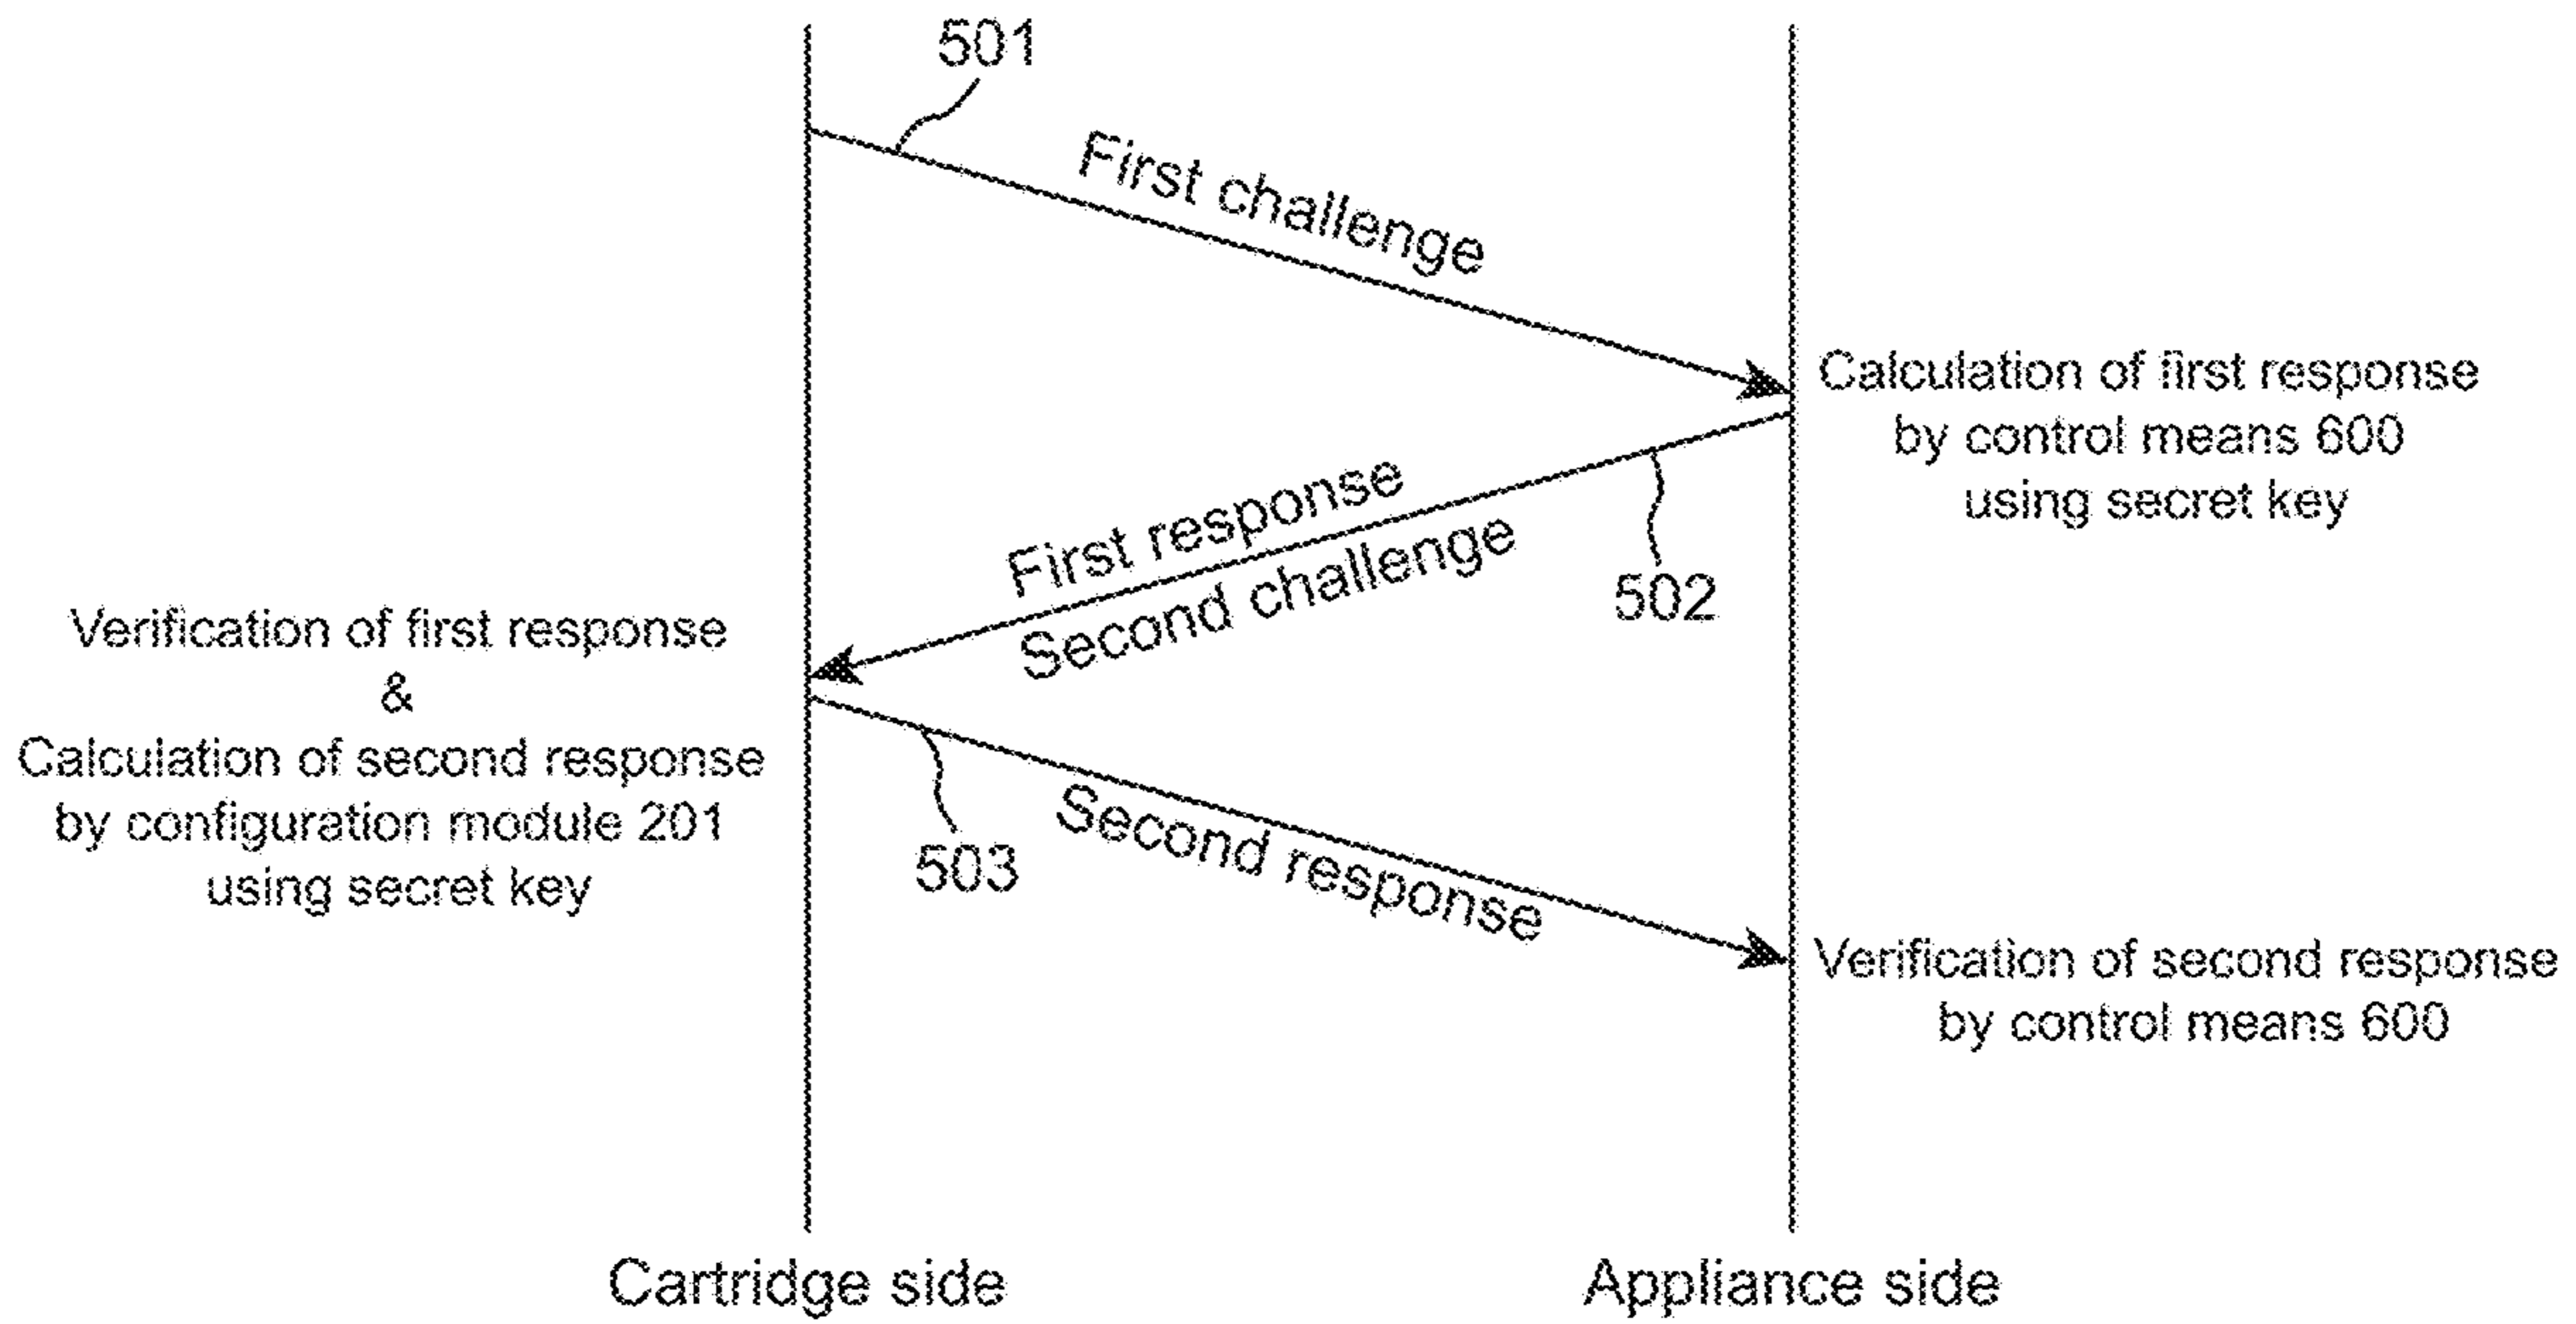 501
First challenge
Calculation of first response
by control means 600
using secret key
First response
Second challenge
502
Verification of first response
&
Calculation of second response
by configuration module 201
using secret key
503
Second response
Verification of second response
by control means 600
Cartridge side
Appliance side